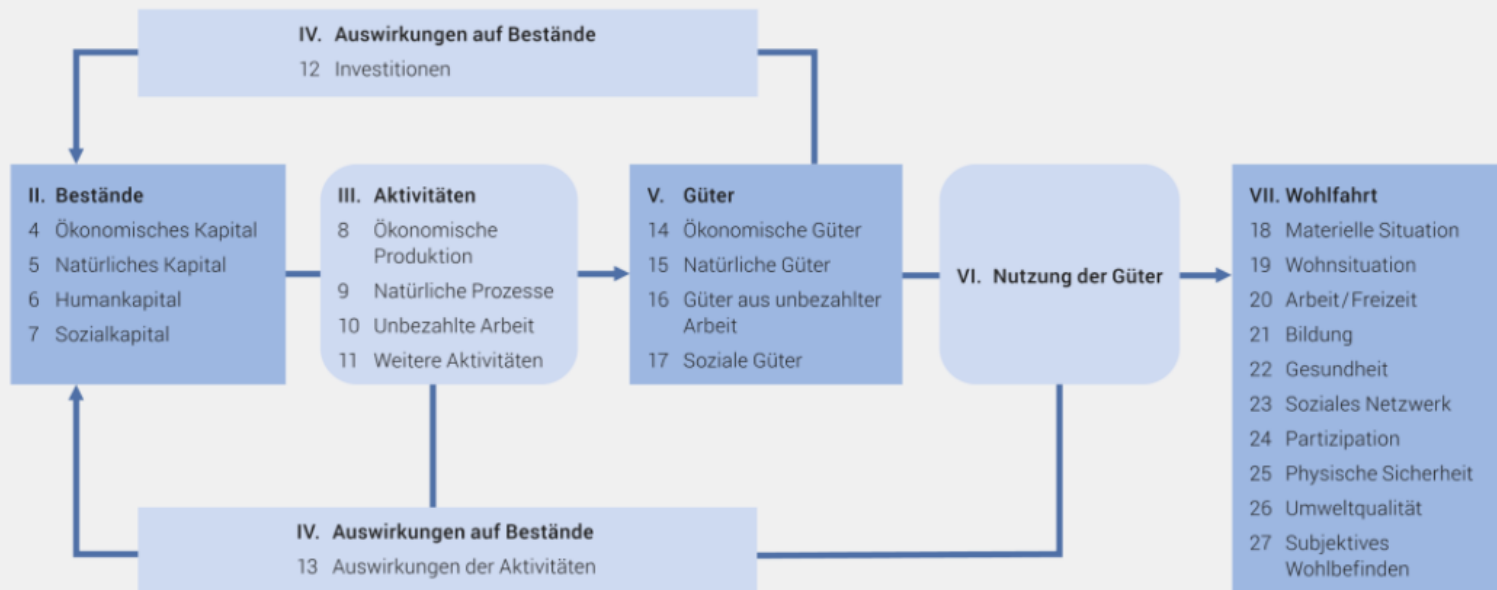 IV. Auswirkungen auf Bestände
12 Investitionen
II. Bestände
4 Ökonomisches Kapital
5 Natürliches Kapital
6 Humankapital
7 Sozialkapital
III. Aktivitäten
8 Ökonomische
Produktion
9 Natürliche Prozesse
10 Unbezahlte Arbeit
11 Weitere Aktivitäten
V. Güter
14 Ökonomische Güter
15 Natürliche Güter
16 Güter aus unbezahlter
Arbeit
17 Soziale Güter
VI. Nutzung der Güter
VII. Wohlfahrt
18 Materielle Situation
19 Wohnsituation
20 Arbeit/Freizeit
21 Bildung
22 Gesundheit
23 Soziales Netzwerk
24 Partizipation
25 Physische Sicherheit
26 Umweltqualität
27 Subjektives
Wohlbefinden
IV. Auswirkungen auf Bestände
13 Auswirkungen der Aktivitäten